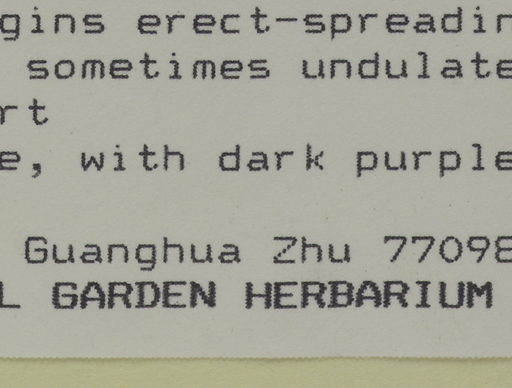 gins erect-spreadin
sometimes undulate
rt
e, with dark purple
Guanghua Zhu 77098
L GARDEN HERBARIUM